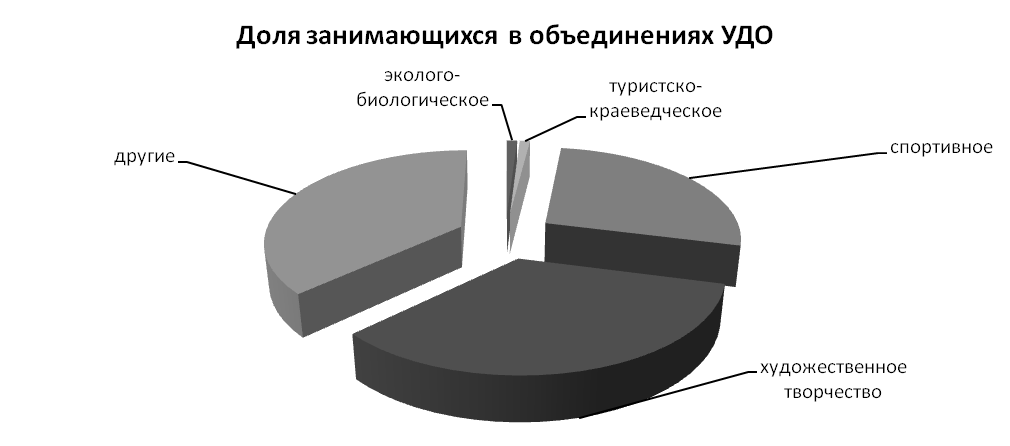 Доля занимающихся в объединениях УДО
эколого-
биологическое
туристско-
краеведческое
спортивное
другие
художественное
творчество